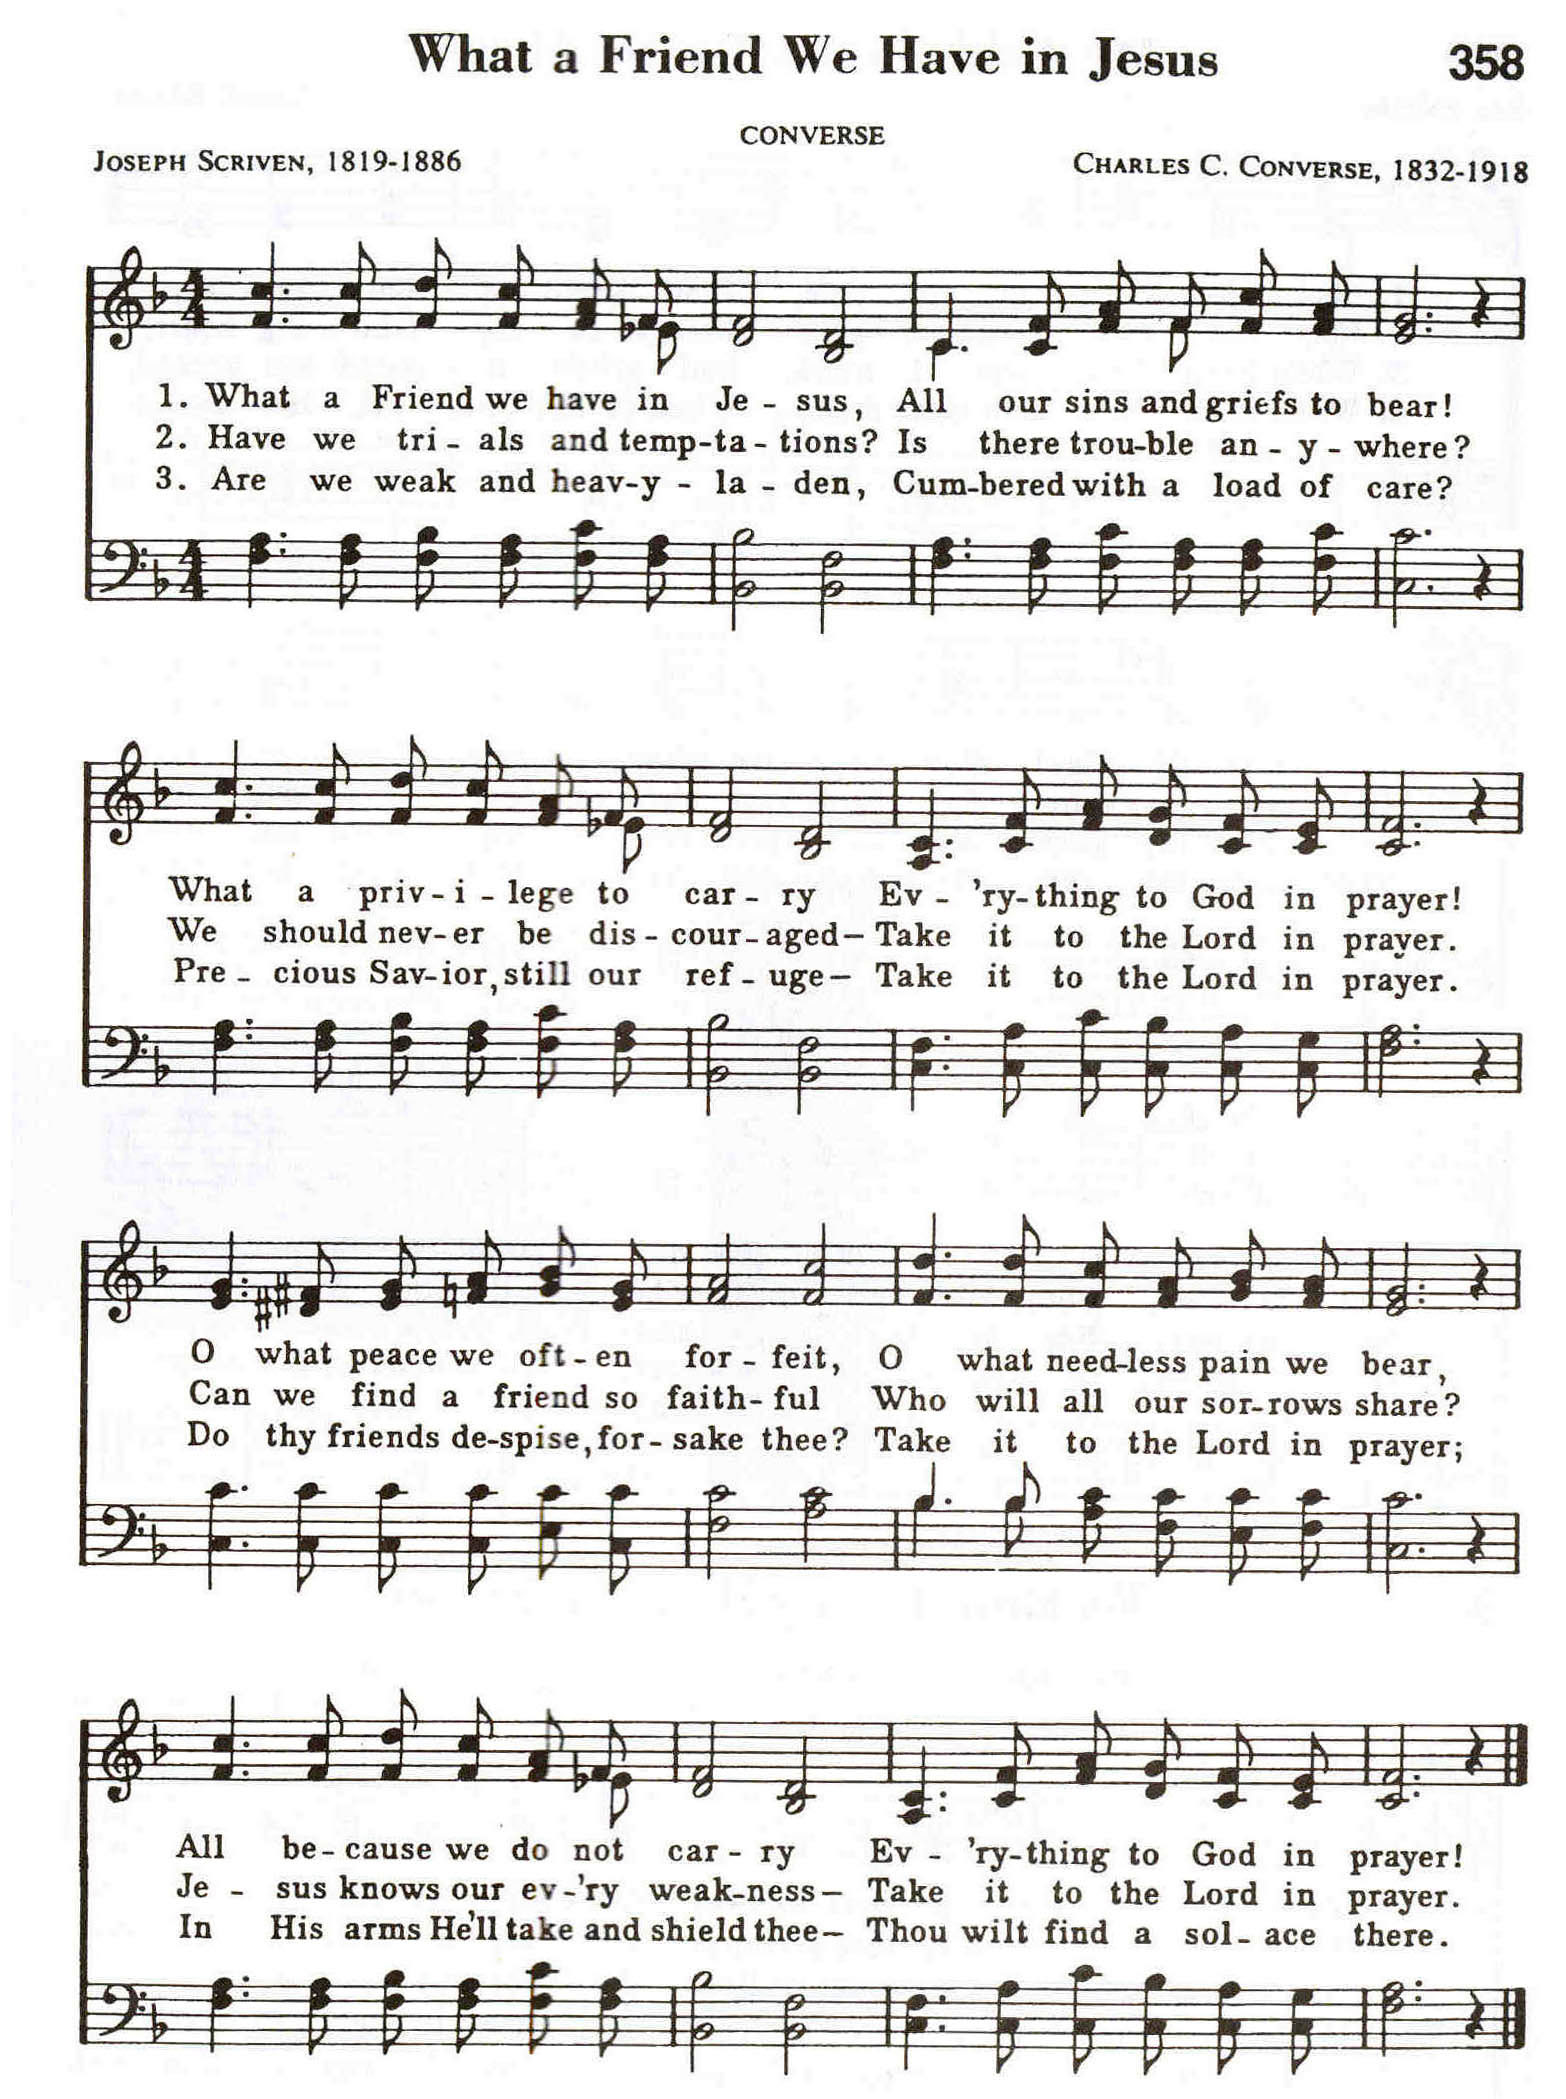 What a Friend We Have in Jesus 358
CONVERSE
JOSEPH SCRIVEN, 1819-1886 CHARLES C. CONVERSE, 1832-1918
1. What a Friend we have in Je - sus, All our sins and griefs to bear!
2. Have we tri - als and temp-ta - tions? Is there trou-ble an - y - where?
3. Are we weak and heav-y - la - den, Cum-bered with a load of care?
What a priv - i - lege to car - ry Ev - 'ry-thing to God in prayer!
We should nev-er be dis - cour-aged— Take it to the Lord in prayer.
Pre - cious Sav-ior, still our ref - uge— Take it to the Lord in prayer.
O what peace we oft - en for - feit, O what need-less pain we bear,
Can we find a friend so faith-ful Who will all our sor-rows share?
Do thy friends de-spise, for-sake thee? Take it to the Lord in prayer;
All be-cause we do not car - ry Ev - 'ry-thing to God in prayer!
Je - sus knows our ev-'ry weak-ness— Take it to the Lord in prayer.
In His arms He'll take and shield thee— Thou wilt find a sol - ace there.